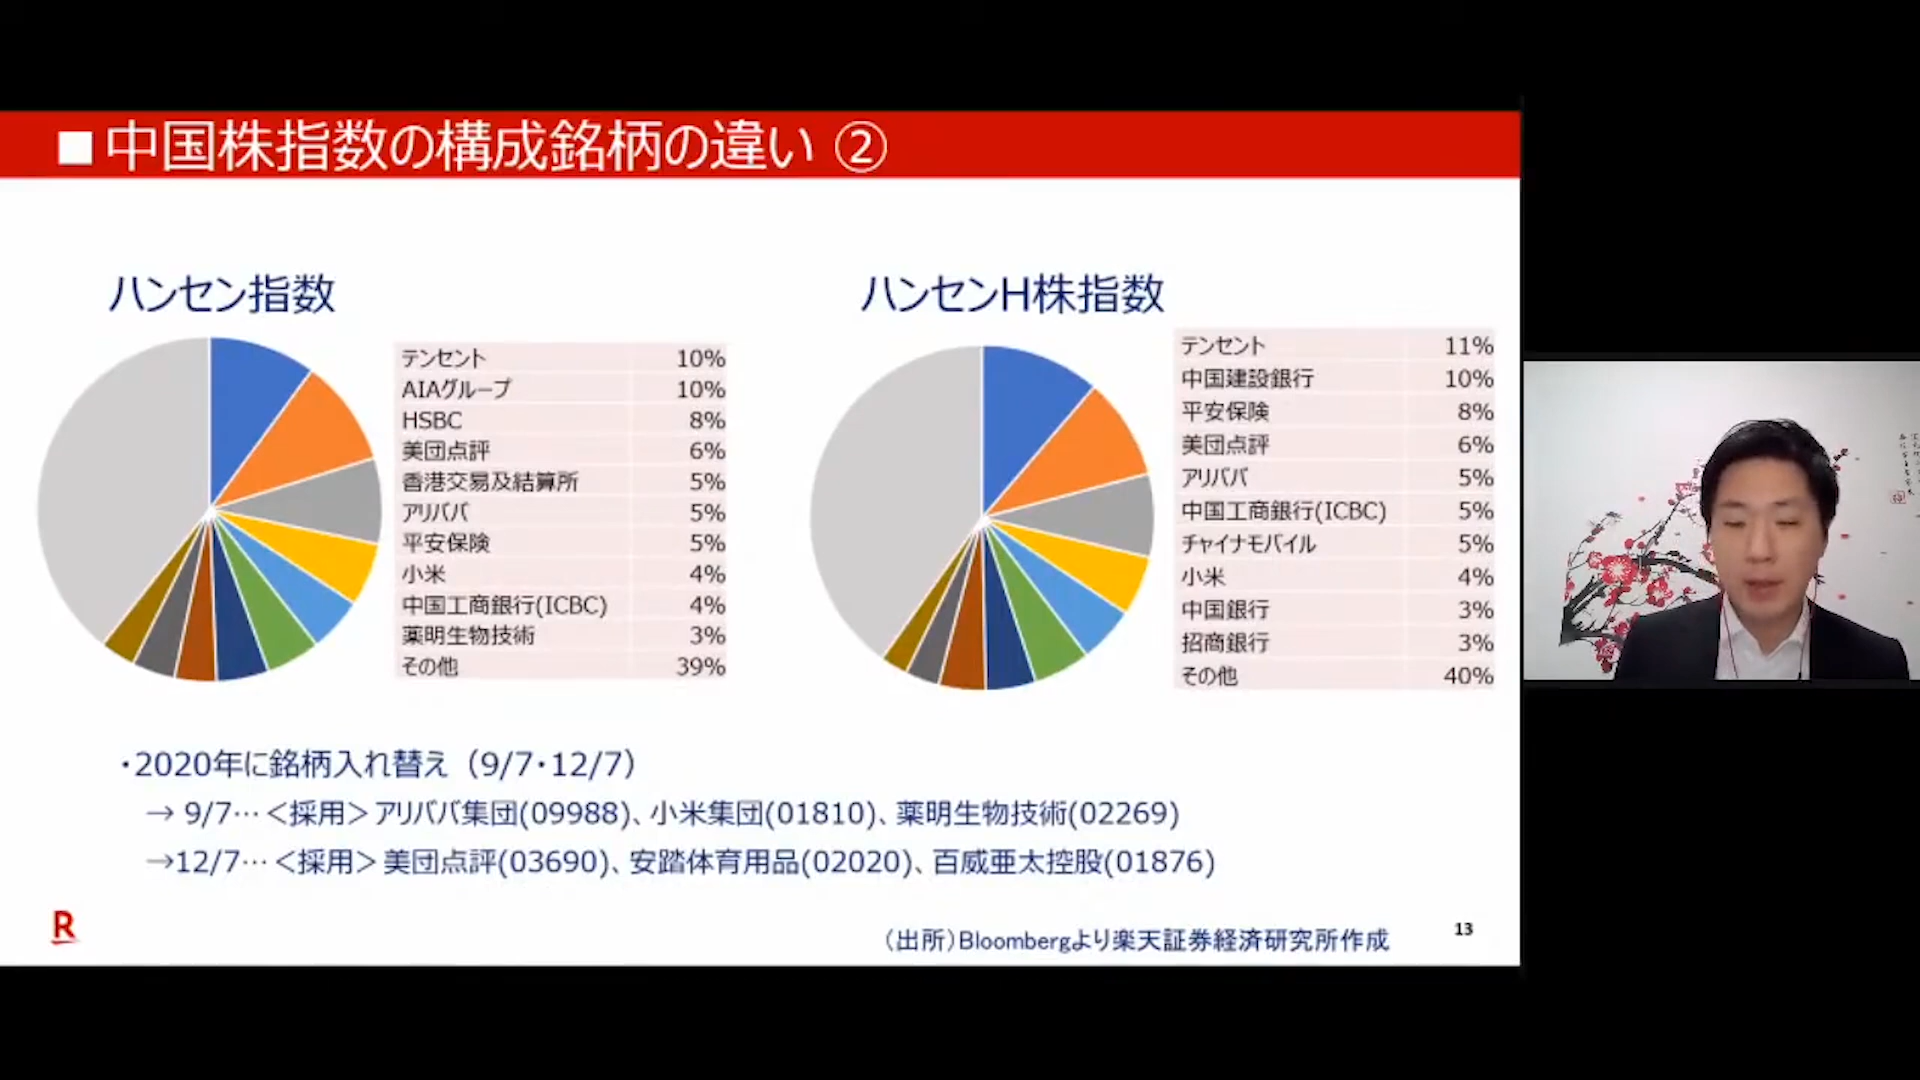 ■中国株指数の構成銘柄の違い ②
ハンセン指数
テンセント 10%
AIAグループ 10%
HSBC 8%
美団点評 6%
香港交易及結算所 5%
アリババ 5%
平安保険 5%
小米 4%
中国工商銀行(ICBC) 4%
薬明生物技術 3%
その他 39%
ハンセンH株指数
テンセント 11%
中国建設銀行 10%
平安保険 8%
美団点評 6%
アリババ 5%
中国工商銀行(ICBC) 5%
チャイナモバイル 5%
小米 4%
中国銀行 3%
招商銀行 3%
その他 40%
・2020年に銘柄入れ替え（9/7・12/7）
→ 9/7…＜採用＞アリババ集団(09988)、小米集団(01810)、薬明生物技術(02269)
→12/7…＜採用＞美団点評(03690)、安踏体育用品(02020)、百威亜太控股(01876)
R
（出所）Bloombergより楽天証券経済研究所作成
13